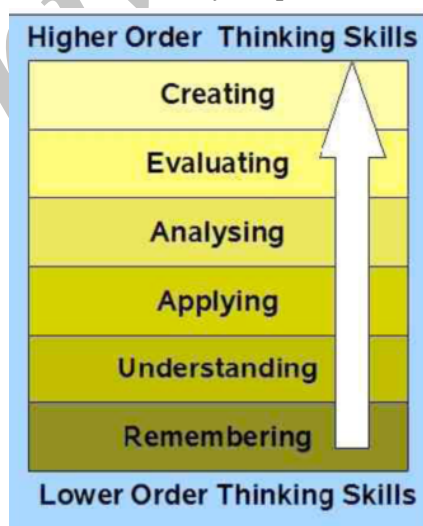 Higher Order Thinking Skills
Creating
Evaluating
Analysing
Applying
Understanding
Remembering
Lower Order Thinking Skills